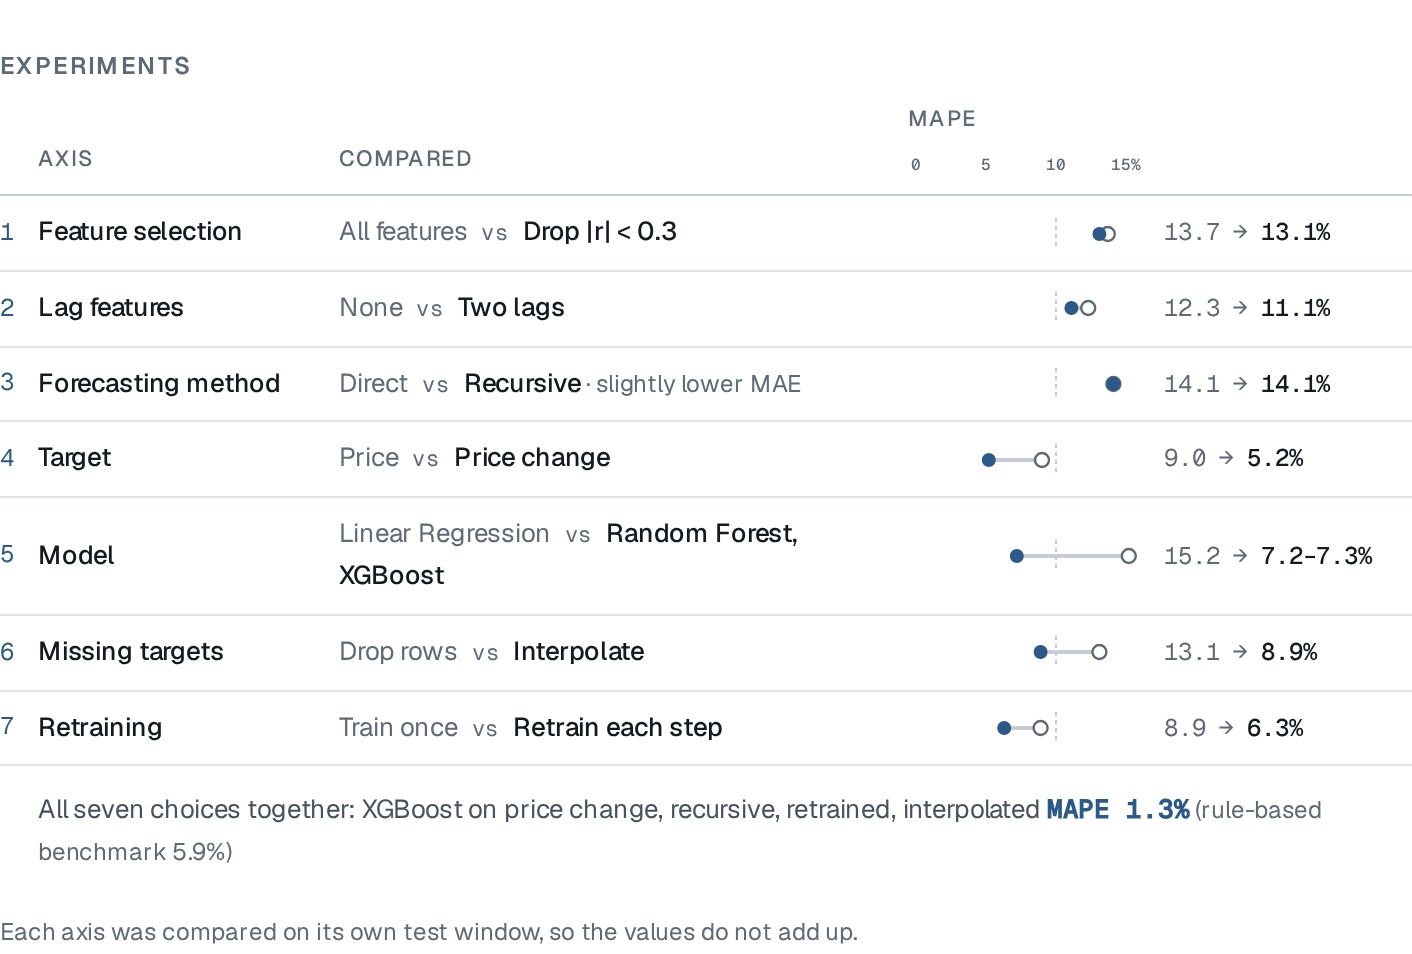 EXPERIMENTS
MAPE
AXIS COMPARED 0 5 10 15%
1 Feature selection All features vs Drop |r| < 0.3 13.7 → 13.1%
2 Lag features None vs Two lags 12.3 → 11.1%
3 Forecasting method Direct vs Recursive · slightly lower MAE 14.1 → 14.1%
4 Target Price vs Price change 9.0 → 5.2%
5 Model Linear Regression vs Random Forest,
XGBoost 15.2 → 7.2–7.3%
6 Missing targets Drop rows vs Interpolate 13.1 → 8.9%
7 Retraining Train once vs Retrain each step 8.9 → 6.3%
All seven choices together: XGBoost on price change, recursive, retrained, interpolated MAPE 1.3% (rule-based
benchmark 5.9%)
Each axis was compared on its own test window, so the values do not add up.